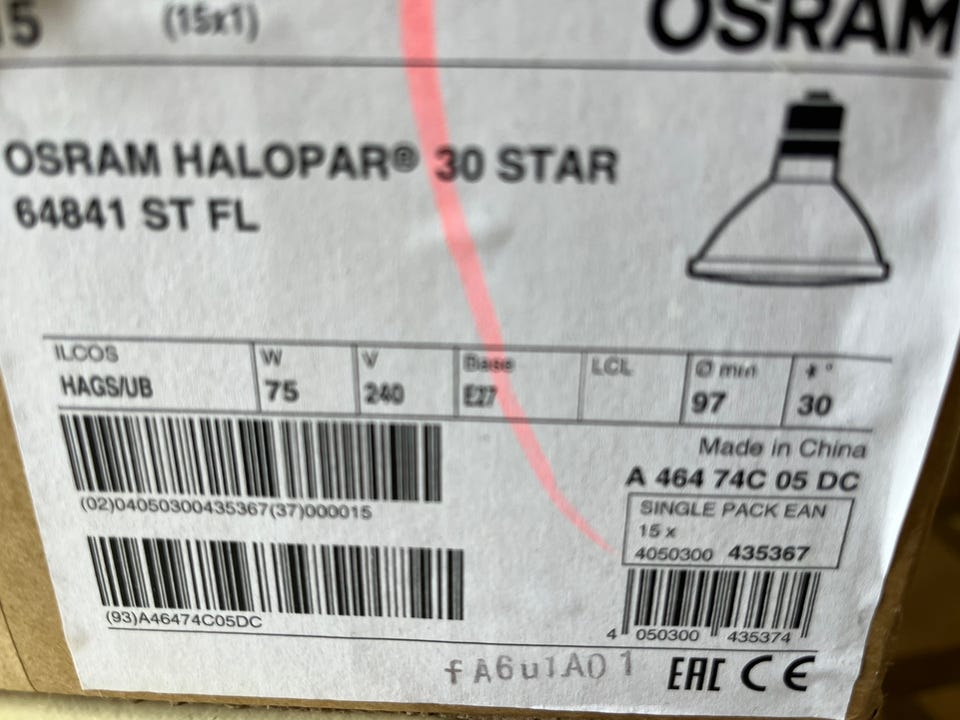 15 (15x1) OSRAM
OSRAM HALOPAR® 30 STAR
64841 ST FL
ILCOS W V Base LCL Ø mm °
HAGS/UB 75 240 E27 97 30
Made in China
A 464 74C 05 DC
SINGLE PACK EAN
15 x
4050300 435367
(02)04050300435367(37)000015
(93)A46474C05DC
4 050300 435374
fA6u1A01 EAC CE